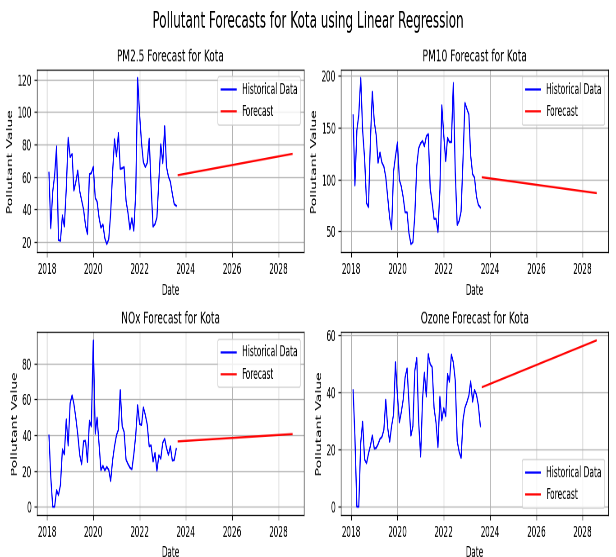 Pollutant Forecasts for Kota using Linear Regression
PM2.5 Forecast for Kota
120
100
80
60
40
20
Pollutant Value
Historical Data
Forecast
2018 2020 2022 2024 2026 2028
Date
PM10 Forecast for Kota
200
150
100
50
Pollutant Value
Historical Data
Forecast
2018 2020 2022 2024 2026 2028
Date
NOx Forecast for Kota
80
60
40
20
0
Pollutant Value
Historical Data
Forecast
2018 2020 2022 2024 2026 2028
Date
Ozone Forecast for Kota
60
40
20
0
Pollutant Value
Historical Data
Forecast
2018 2020 2022 2024 2026 2028
Date